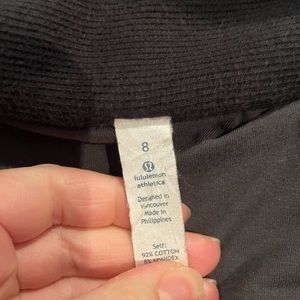 8
lululemon
athletica
Designed in
Vancouver
Made in
Philippines
Self:
92% COTTON
8% SPANDEX